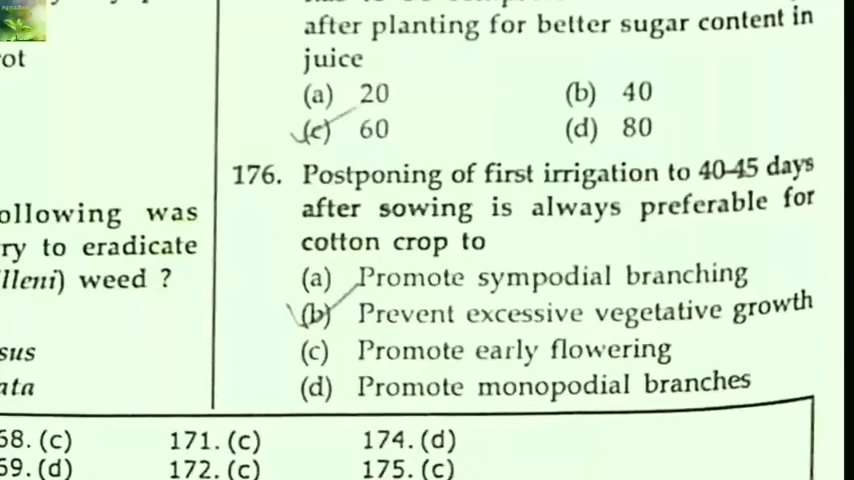 ot
ollowing was
ry to eradicate
lleni) weed ?
sus
ata
after planting for better sugar content in
juice
(a) 20 (b) 40
(c) 60 (d) 80
176. Postponing of first irrigation to 40-45 days
after sowing is always preferable for
cotton crop to
(a) Promote sympodial branching
(b) Prevent excessive vegetative growth
(c) Promote early flowering
(d) Promote monopodial branches
68. (c) 171. (c) 174. (d)
69. (d) 172. (c) 175. (c)